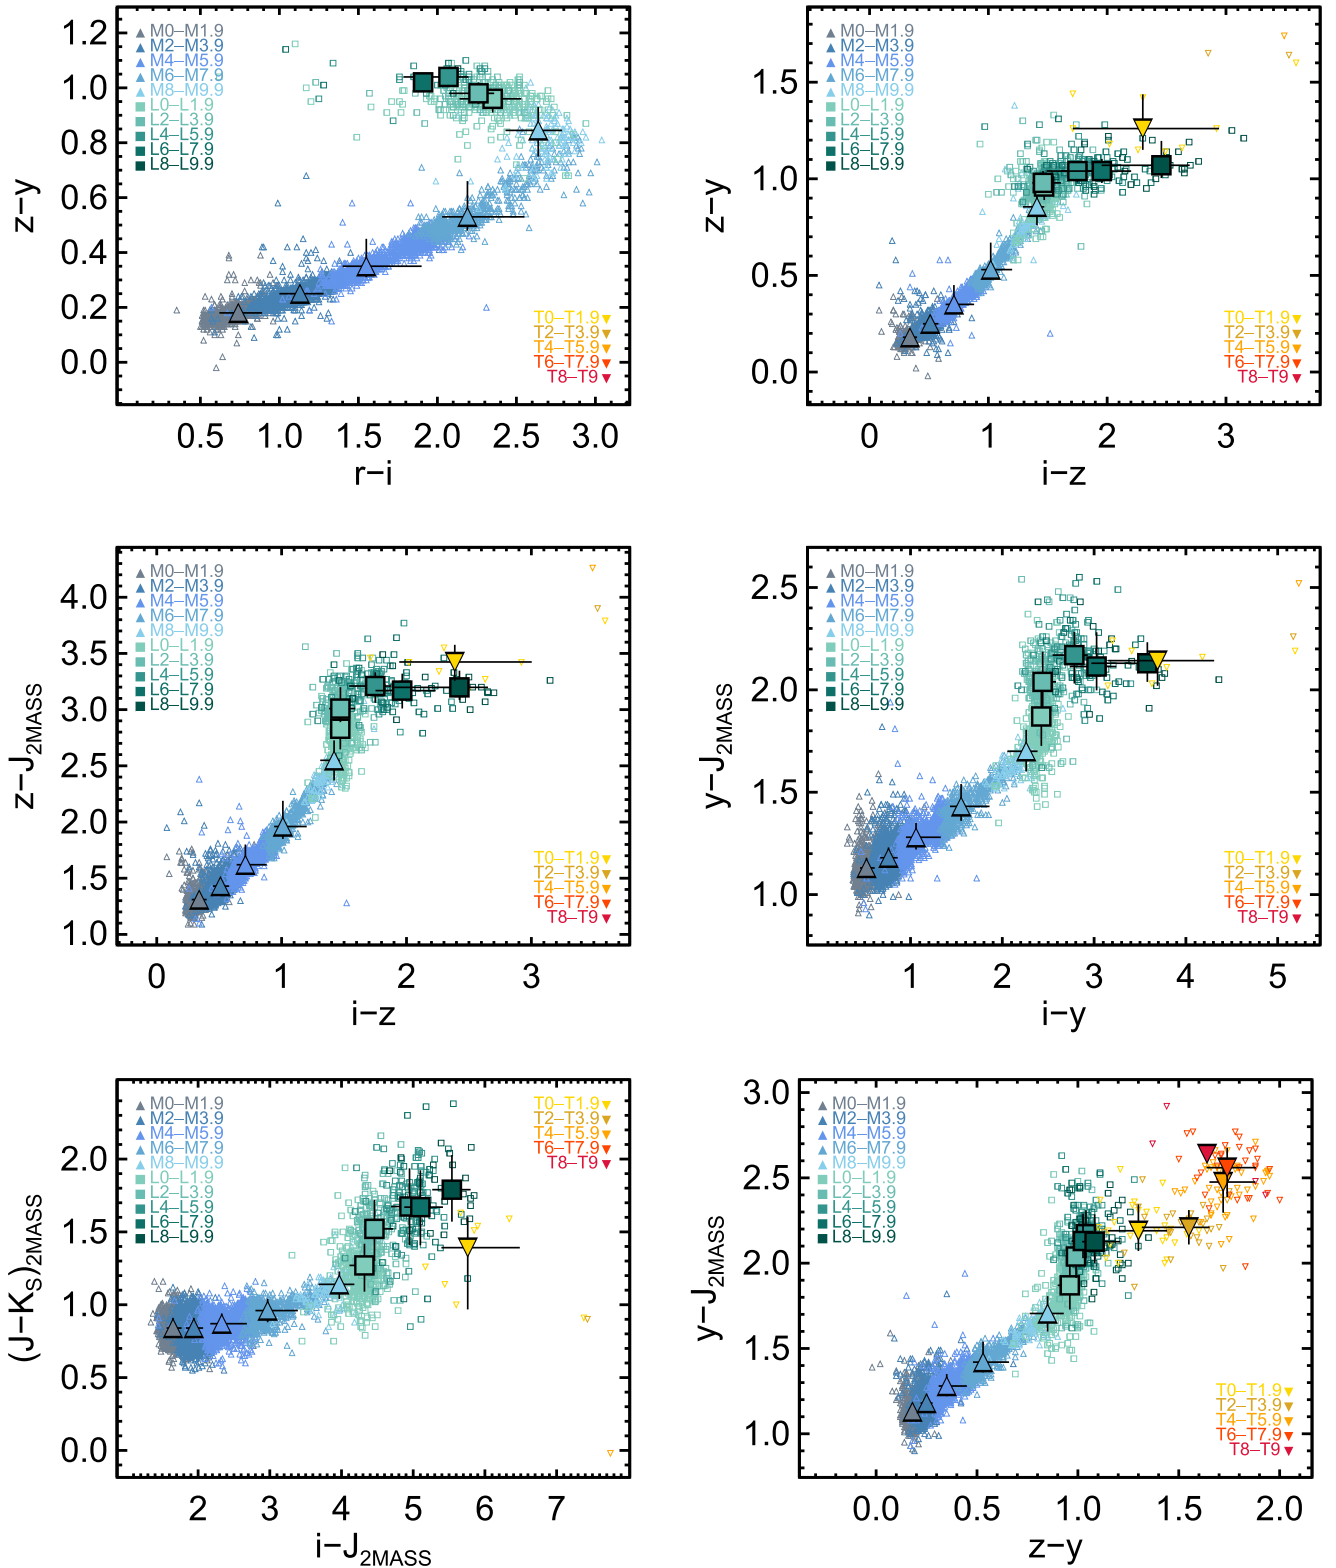 1.2
1.0
0.8
0.6
0.4
0.2
0.0
z−y
0.5 1.0 1.5 2.0 2.5 3.0
r−i
M0−M1.9
M2−M3.9
M4−M5.9
M6−M7.9
M8−M9.9
L0−L1.9
L2−L3.9
L4−L5.9
L6−L7.9
L8−L9.9
T0−T1.9
T2−T3.9
T4−T5.9
T6−T7.9
T8−T9
1.5
1.0
0.5
0.0
z−y
0 1 2 3
i−z
M0−M1.9
M2−M3.9
M4−M5.9
M6−M7.9
M8−M9.9
L0−L1.9
L2−L3.9
L4−L5.9
L6−L7.9
L8−L9.9
T0−T1.9
T2−T3.9
T4−T5.9
T6−T7.9
T8−T9
4.0
3.5
3.0
2.5
2.0
1.5
1.0
z−J2MASS
0 1 2 3
i−z
M0−M1.9
M2−M3.9
M4−M5.9
M6−M7.9
M8−M9.9
L0−L1.9
L2−L3.9
L4−L5.9
L6−L7.9
L8−L9.9
T0−T1.9
T2−T3.9
T4−T5.9
T6−T7.9
T8−T9
2.5
2.0
1.5
1.0
y−J2MASS
1 2 3 4 5
i−y
M0−M1.9
M2−M3.9
M4−M5.9
M6−M7.9
M8−M9.9
L0−L1.9
L2−L3.9
L4−L5.9
L6−L7.9
L8−L9.9
T0−T1.9
T2−T3.9
T4−T5.9
T6−T7.9
T8−T9
2.0
1.5
1.0
0.5
0.0
(J−KS)2MASS
2 3 4 5 6 7
i−J2MASS
M0−M1.9
M2−M3.9
M4−M5.9
M6−M7.9
M8−M9.9
L0−L1.9
L2−L3.9
L4−L5.9
L6−L7.9
L8−L9.9
T0−T1.9
T2−T3.9
T4−T5.9
T6−T7.9
T8−T9
3.0
2.5
2.0
1.5
1.0
y−J2MASS
0.0 0.5 1.0 1.5 2.0
z−y
M0−M1.9
M2−M3.9
M4−M5.9
M6−M7.9
M8−M9.9
L0−L1.9
L2−L3.9
L4−L5.9
L6−L7.9
L8−L9.9
T0−T1.9
T2−T3.9
T4−T5.9
T6−T7.9
T8−T9